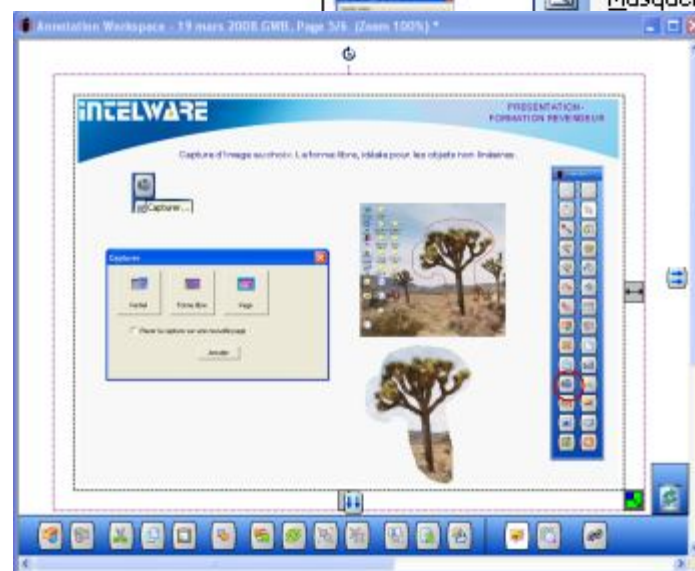 Masquer
Annotation Workspace - 19 mars 2008.GWB, Page 5/6 (Zoom 100%) *
INTELWARE
PRESENTATION-
FORMATION REVENDEUR
Capture d'image au choix. La forme libre, idéale pour les objets non linéaires
Capturer...
Capturer
Partiel
Forme libre
Page
Placer la capture sur une nouvelle page
Annuler